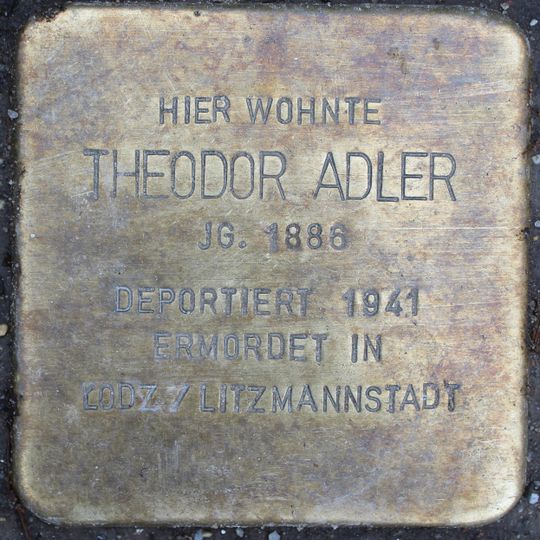 HIER WOHNTE
THEODOR ADLER
JG. 1886
DEPORTIERT 1941
ERMORDET IN
LODZ / LITZMANNSTADT